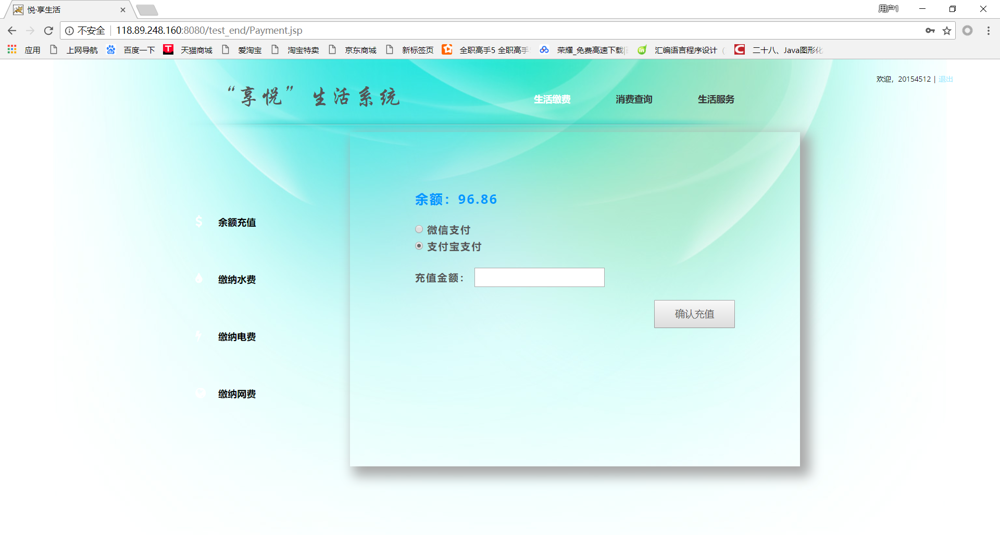 悦·享生活
用户1
不安全 118.89.248.160:8080/test_end/Payment.jsp
应用 上网导航 百度一下 天猫商城 爱淘宝 淘宝特卖 京东商城 新标签页 全职高手5 全职高手 荣耀_免费高速下载 汇编语言程序设计 （ 二十八、Java图形化
欢迎，20154512 | 退出
“享悦”生活系统
生活缴费 消费查询 生活服务
余额充值
缴纳水费
缴纳电费
缴纳网费
余额：96.86
微信支付
支付宝支付
充值金额：
确认充值